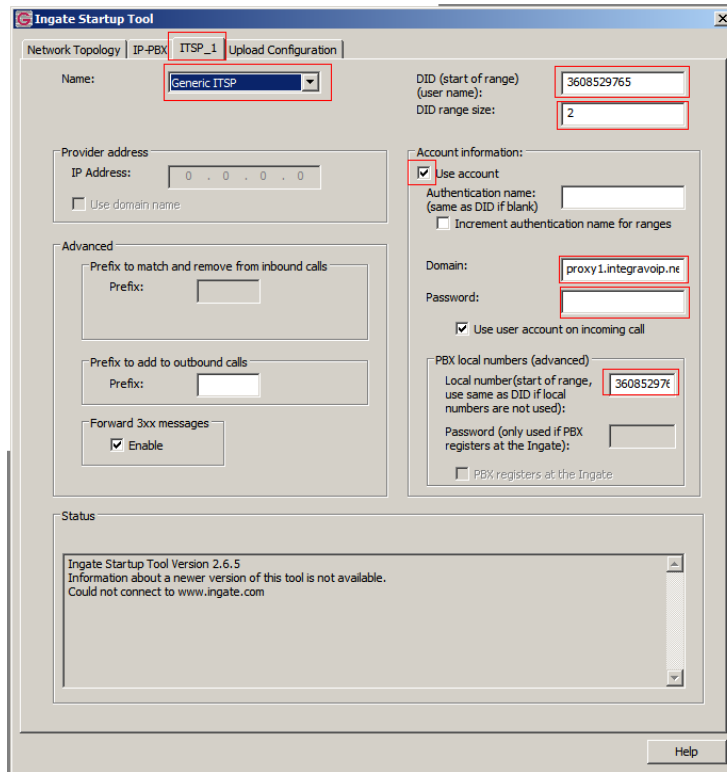 Ingate Startup Tool
Network Topology IP-PBX ITSP_1 Upload Configuration
Name:
Generic ITSP
DID (start of range)
(user name):
3608529765
DID range size:
2
Provider address
IP Address:
0 . 0 . 0 . 0
Use domain name
Advanced
Prefix to match and remove from inbound calls
Prefix:
Prefix to add to outbound calls
Prefix:
Forward 3xx messages
Enable
Account information:
Use account
Authentication name:
(same as DID if blank)
Increment authentication name for ranges
Domain:
proxy1.integravoip.ne
Password:
Use user account on incoming call
PBX local numbers (advanced)
Local number(start of range,
use same as DID if local
numbers are not used):
360852976
Password (only used if PBX
registers at the Ingate):
PBX registers at the Ingate
Status
Ingate Startup Tool Version 2.6.5
Information about a newer version of this tool is not available.
Could not connect to www.ingate.com
Help